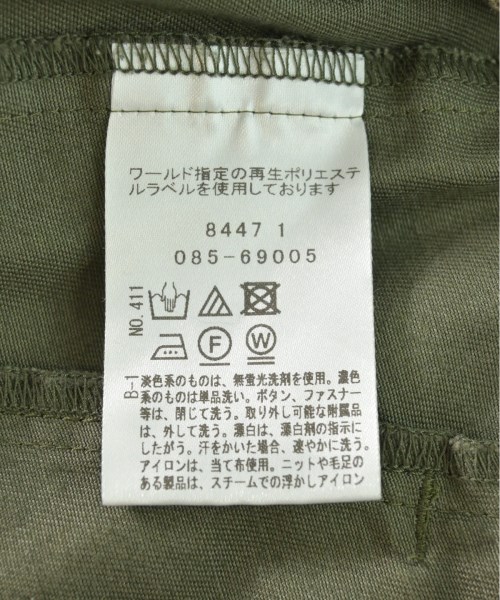 ワールド指定の再生ポリエステ
ルラベルを使用しております
8447 1
085-69005
NO.411
F
W
B-1
淡色系のものは、無蛍光洗剤を使用。濃色
系のものは単品洗い。ボタン、ファスナー
等は、閉じて洗う。取り外し可能な附属品
は、外して洗う。漂白は、漂白剤の指示に
したがう。汗をかいた場合、速やかに洗う。
アイロンは、当て布使用。ニットや毛足の
ある製品は、スチームでの浮かしアイロン